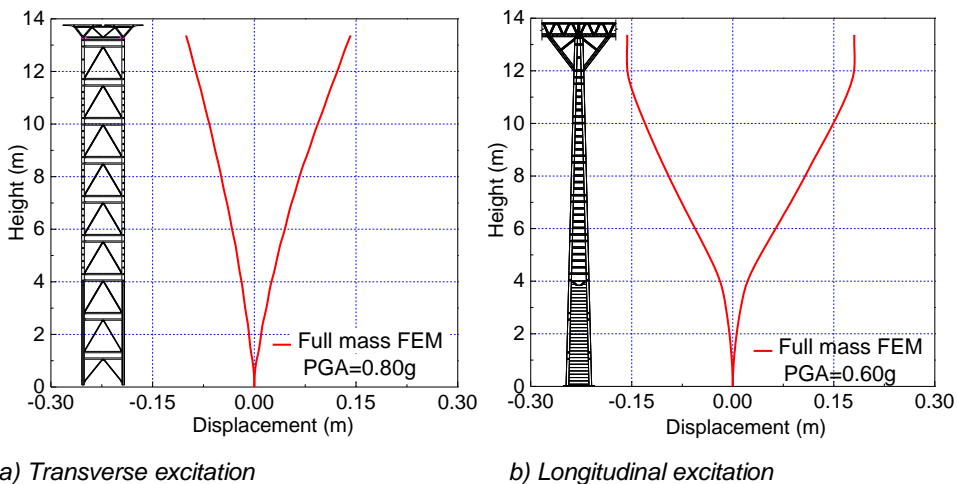 14
12
10
8
6
4
2
0
Height (m)
-0.30
-0.15
0.00
0.15
0.30
Displacement (m)
Full mass FEM
PGA=0.80g
14
12
10
8
6
4
2
0
Height (m)
-0.30
-0.15
0.00
0.15
0.30
Displacement (m)
Full mass FEM
PGA=0.60g
a) Transverse excitation
b) Longitudinal excitation